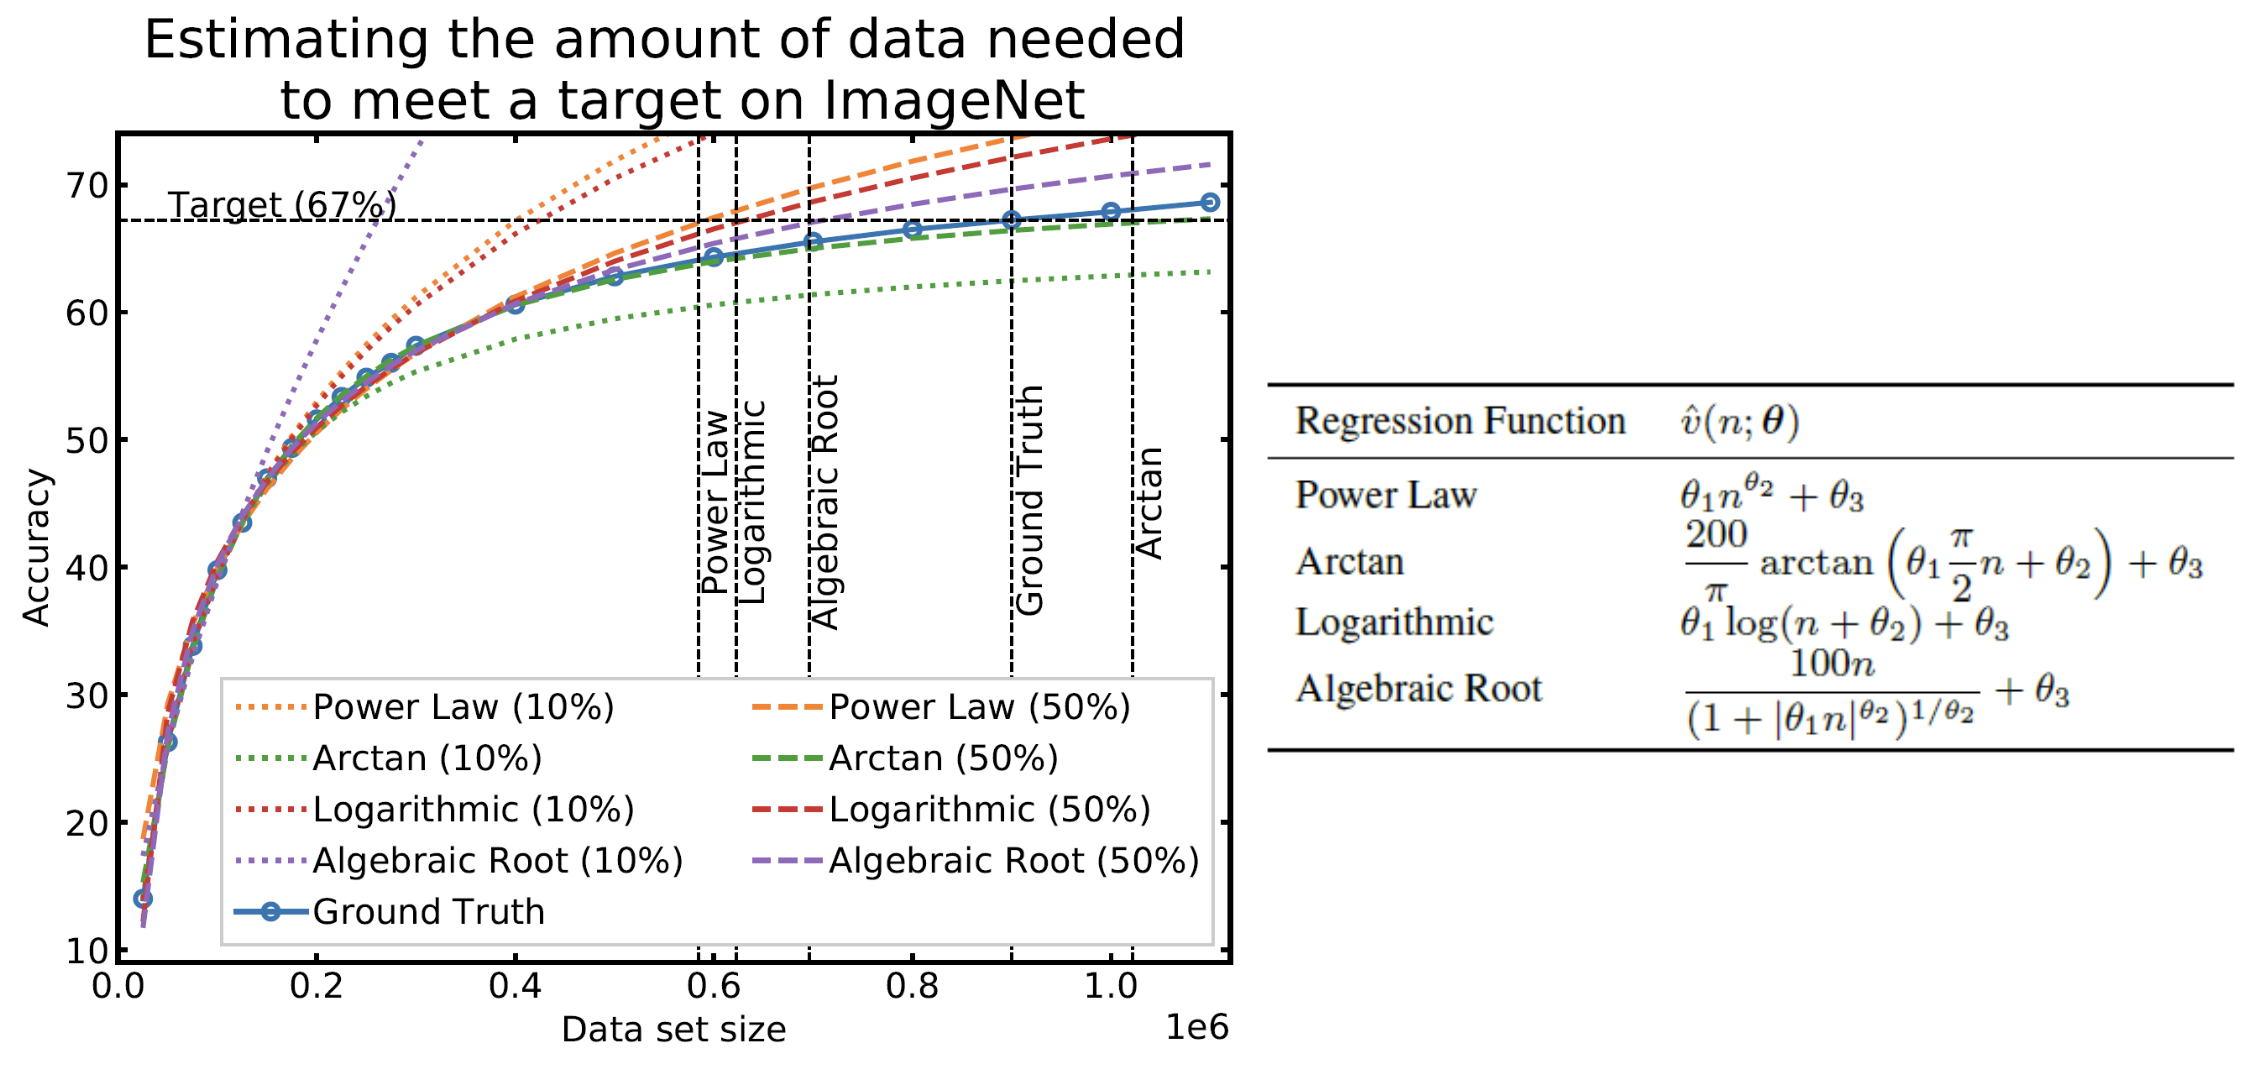 Estimating the amount of data needed
to meet a target on ImageNet
70
60
50
40
30
20
10
Accuracy
Target (67%)
Power Law
Logarithmic
Algebraic Root
Ground Truth
Arctan
Power Law (10%)
Arctan (10%)
Logarithmic (10%)
Algebraic Root (10%)
Ground Truth
Power Law (50%)
Arctan (50%)
Logarithmic (50%)
Algebraic Root (50%)
0.0 0.2 0.4 0.6 0.8 1.0
Data set size
1e6
Regression Function v̂(n; θ)
Power Law θ₁n^θ₂ + θ₃
Arctan 200/π arctan (θ₁ π/2 n + θ₂) + θ₃
Logarithmic θ₁ log(n + θ₂) + θ₃
Algebraic Root 100n/(1 + |θ₁n|^θ₂)^1/θ₂ + θ₃